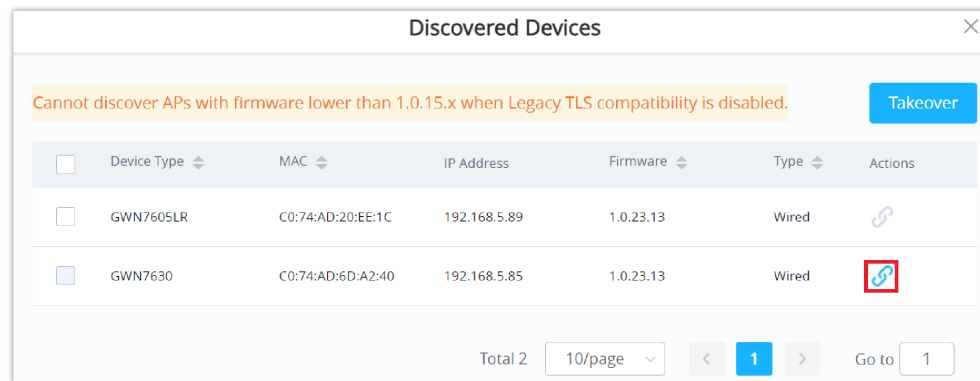 Discovered Devices
Cannot discover APs with firmware lower than 1.0.15.x when Legacy TLS compatibility is disabled.
Takeover
Device Type MAC IP Address Firmware Type Actions
GWN7605LR C0:74:AD:20:EE:1C 192.168.5.89 1.0.23.13 Wired
GWN7630 C0:74:AD:6D:A2:40 192.168.5.85 1.0.23.13 Wired
Total 2 10/page < 1 > Go to 1